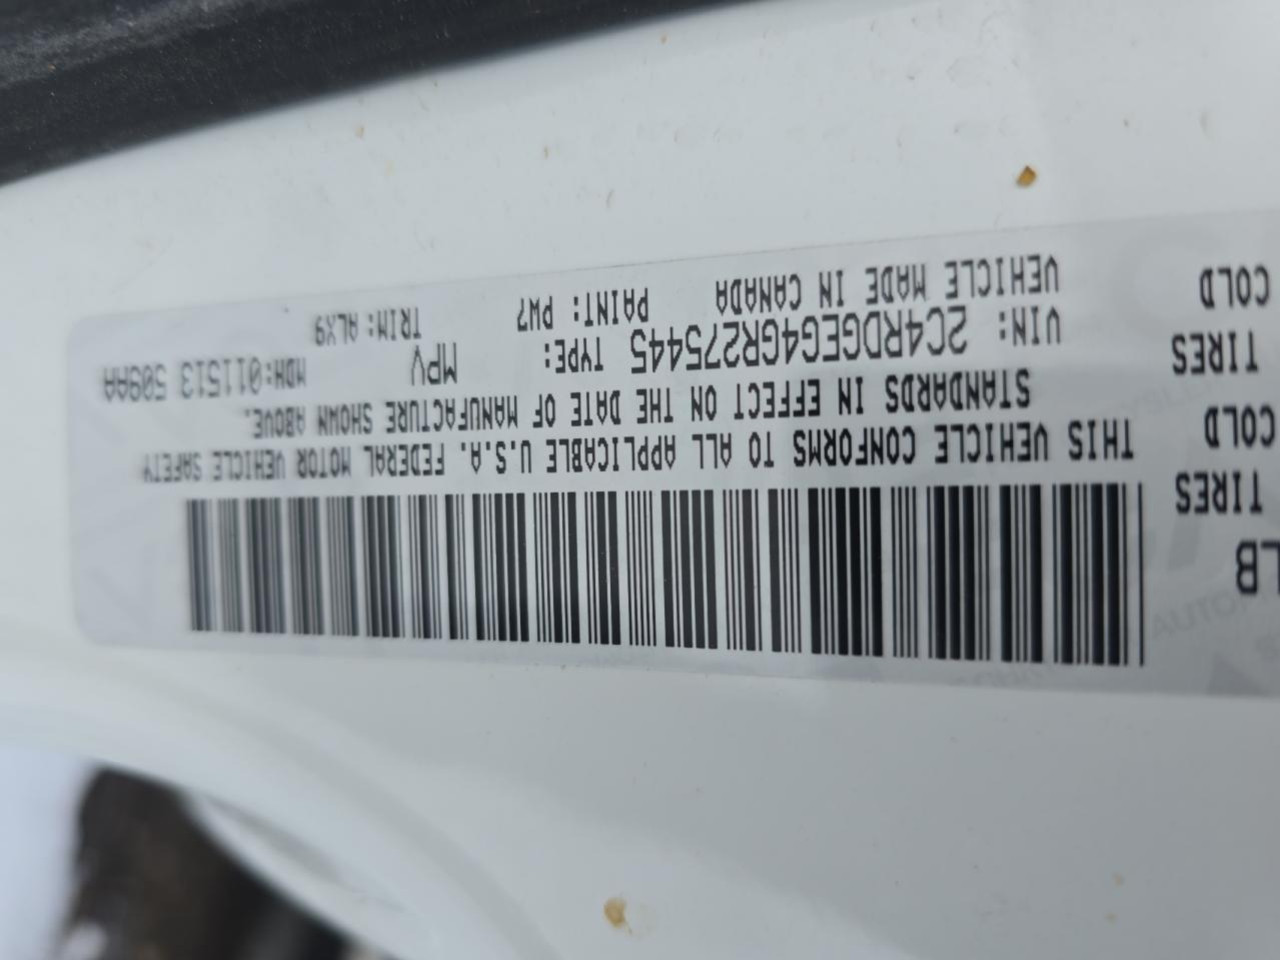 LB
TIRES
COLD
TIRES
COLD
THIS VEHICLE CONFORMS TO ALL APPLICABLE U.S.A. FEDERAL MOTOR VEHICLE SAFETY
STANDARDS IN EFFECT ON THE DATE OF MANUFACTURE SHOWN ABOVE.
VIN: 2C4RDGEG4GR275445 TYPE: MPV MDH:011513 509AA
VEHICLE MADE IN CANADA PAINT: PW7 TRIM:ALX9